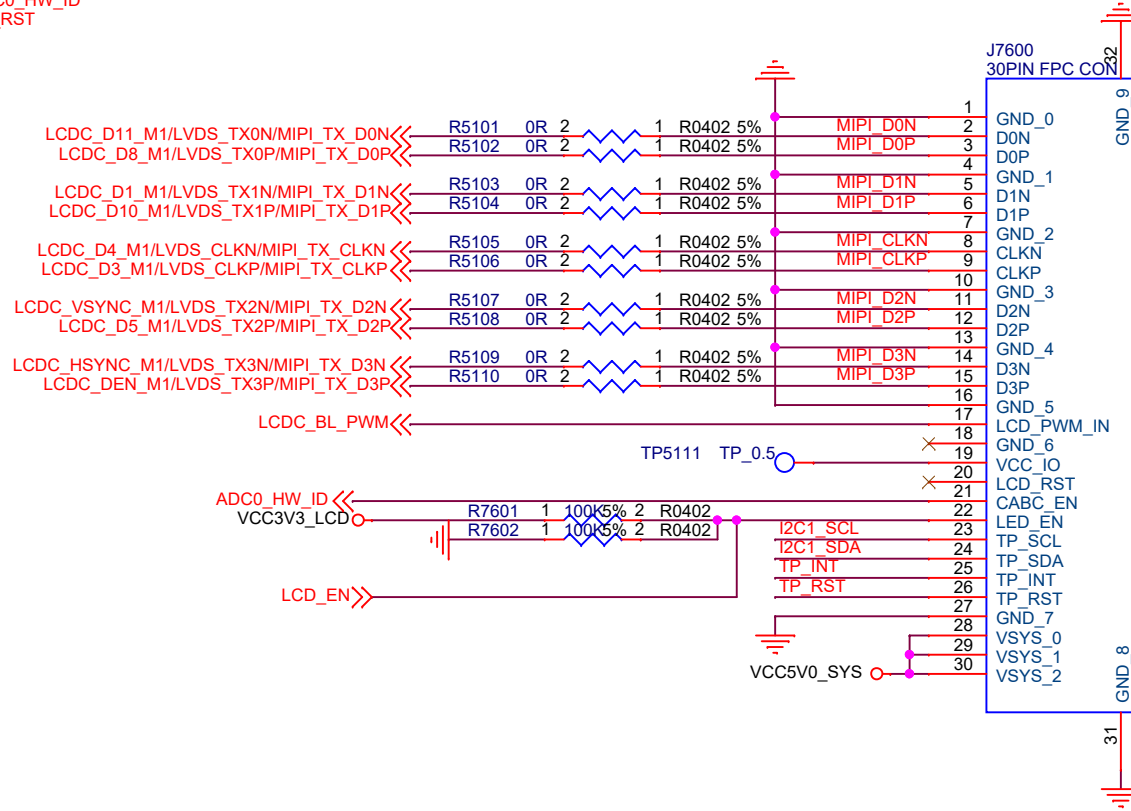 C0_HW_ID
_RST
J7600
30PIN FPC CON
32
GND_9
1 GND_0
LCDC_D11_M1/LVDS_TX0N/MIPI_TX_D0N R5101 0R 2 1 R0402 5% MIPI_D0N 2 D0N
LCDC_D8_M1/LVDS_TX0P/MIPI_TX_D0P R5102 0R 2 1 R0402 5% MIPI_D0P 3 D0P
4 GND_1
LCDC_D1_M1/LVDS_TX1N/MIPI_TX_D1N R5103 0R 2 1 R0402 5% MIPI_D1N 5 D1N
LCDC_D10_M1/LVDS_TX1P/MIPI_TX_D1P R5104 0R 2 1 R0402 5% MIPI_D1P 6 D1P
7 GND_2
LCDC_D4_M1/LVDS_CLKN/MIPI_TX_CLKN R5105 0R 2 1 R0402 5% MIPI_CLKN 8 CLKN
LCDC_D3_M1/LVDS_CLKP/MIPI_TX_CLKP R5106 0R 2 1 R0402 5% MIPI_CLKP 9 CLKP
10 GND_3
LCDC_VSYNC_M1/LVDS_TX2N/MIPI_TX_D2N R5107 0R 2 1 R0402 5% MIPI_D2N 11 D2N
LCDC_D5_M1/LVDS_TX2P/MIPI_TX_D2P R5108 0R 2 1 R0402 5% MIPI_D2P 12 D2P
13 GND_4
LCDC_HSYNC_M1/LVDS_TX3N/MIPI_TX_D3N R5109 0R 2 1 R0402 5% MIPI_D3N 14 D3N
LCDC_DEN_M1/LVDS_TX3P/MIPI_TX_D3P R5110 0R 2 1 R0402 5% MIPI_D3P 15 D3P
16 GND_5
LCDC_BL_PWM 17 LCD_PWM_IN
18 GND_6
TP5111 TP_0.5 19 VCC_IO
20 LCD_RST
ADC0_HW_ID 21 CABC_EN
VCC3V3_LCD R7601 1 100K5% 2 R0402 22 LED_EN
R7602 1 100K5% 2 R0402 I2C1_SCL 23 TP_SCL
I2C1_SDA 24 TP_SDA
TP_INT 25 TP_INT
LCD_EN TP_RST 26 TP_RST
27 GND_7
28 VSYS_0
29 VSYS_1
VCC5V0_SYS 30 VSYS_2
GND_8
31